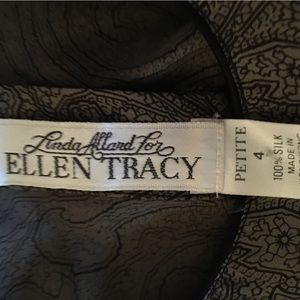 Linda Allard for
ELLEN TRACY
PETITE
4
100% SILK
MADE IN